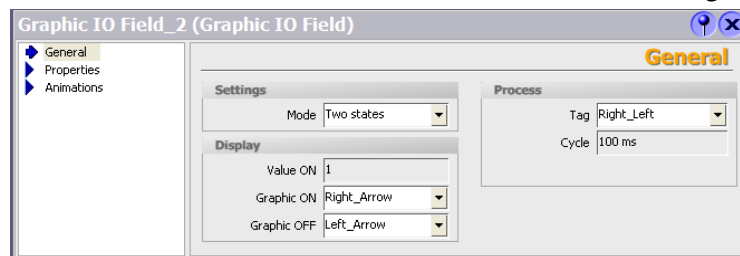 Graphic IO Field_2 (Graphic IO Field)
General
Properties
Animations
General
Settings
Mode Two states
Display
Value ON 1
Graphic ON Right_Arrow
Graphic OFF Left_Arrow
Process
Tag Right_Left
Cycle 100 ms